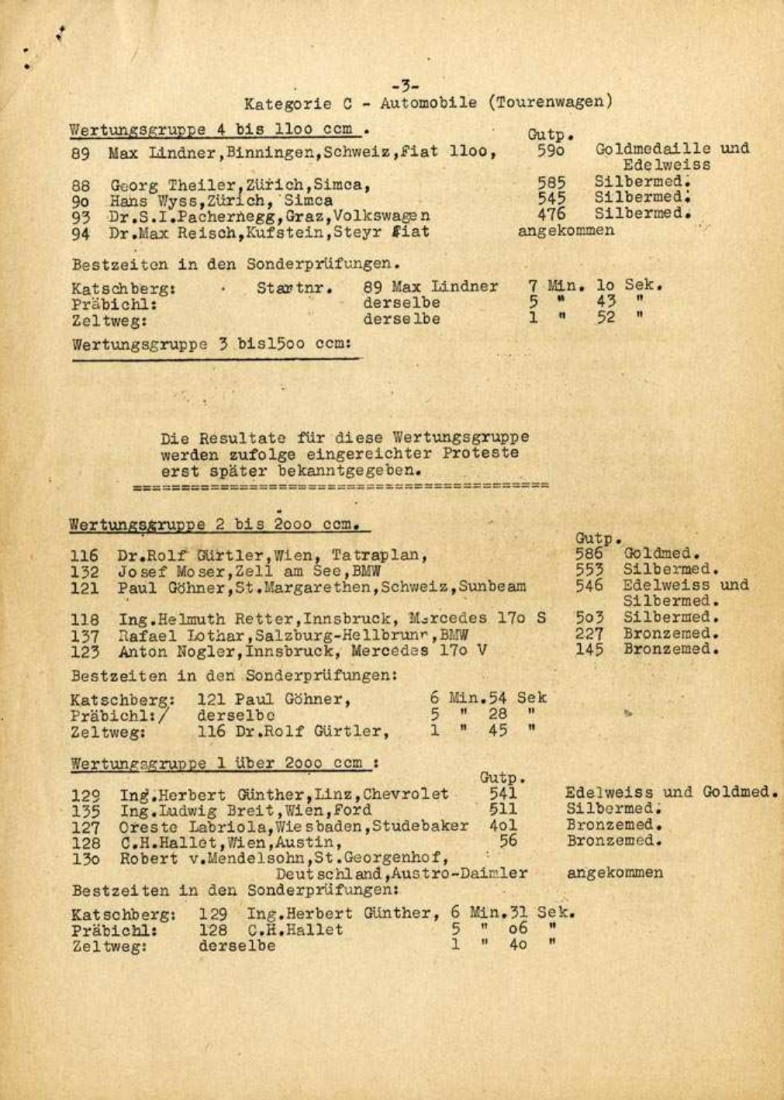 -3-
Kategorie C - Automobile (Tourenwagen)
Wertungsgruppe 4 bis 1100 ccm .
Gutp.
89 Max Lindner,Binningen,Schweiz,Fiat 1100, 590 Goldmedaille und
Edelweiss
88 Georg Theiler,Zürich,Simca, 585 Silbermed.
90 Hans Wyss,Zürich, Simca 545 Silbermed.
93 Dr.S.I.Pachernegg,Graz,Volkswagen 476 Silbermed.
94 Dr.Max Reisch,Kufstein,Steyr Fiat angekommen
Bestzeiten in den Sonderprüfungen.
Katschberg: Startnr. 89 Max Lindner 7 Min. 10 Sek.
Präbichl: derselbe 5 " 43 "
Zeltweg: derselbe 1 " 52 "
Wertungsgruppe 3 bis1500 ccm:
Die Resultate für diese Wertungsgruppe
werden zufolge eingereichter Proteste
erst später bekanntgegeben.
===========================================
Wertungsgruppe 2 bis 2000 ccm.
Gutp.
116 Dr.Rolf Gürtler,Wien, Tatraplan, 586 Goldmed.
132 Josef Moser,Zell am See,BMW 553 Silbermed.
121 Paul Göhner,St.Margarethen,Schweiz,Sunbeam 546 Edelweiss und
Silbermed.
118 Ing.Helmuth Retter,Innsbruck, Mercedes 170 S 503 Silbermed.
137 Rafael Lothar,Salzburg-Hellbrunn,BMW 227 Bronzemed.
123 Anton Nogler,Innsbruck, Mercedes 170 V 145 Bronzemed.
Bestzeiten in den Sonderprüfungen:
Katschberg: 121 Paul Göhner, 6 Min.54 Sek
Präbichl:/ derselbe 5 " 28 "
Zeltweg: 116 Dr.Rolf Gürtler, 1 " 45 "
Wertungsgruppe 1 über 2000 ccm :
Gutp.
129 Ing.Herbert Günther,Linz,Chevrolet 541 Edelweiss und Goldmed.
135 Ing.Ludwig Breit,Wien,Ford 511 Silbermed.
127 Oreste Labriola,Wiesbaden,Studebaker 401 Bronzemed.
128 C.H.Hallet,Wien,Austin, 56 Bronzemed.
130 Robert v.Mendelsohn,St.Georgenhof,
Deutschland,Austro-Daimler angekommen
Bestzeiten in den Sonderprüfungen:
Katschberg: 129 Ing.Herbert Günther, 6 Min.31 Sek.
Präbichl: 128 C.H.Hallet 5 " 06 "
Zeltweg: derselbe 1 " 40 "